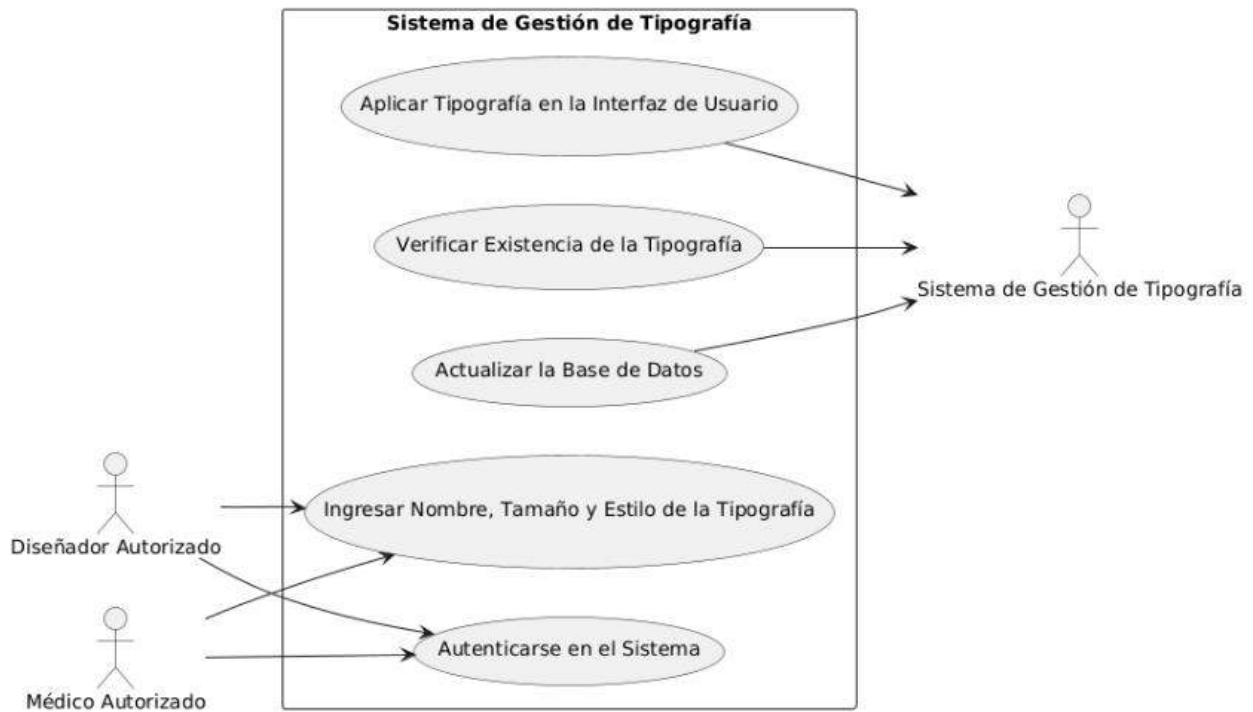 Sistema de Gestión de Tipografía
Aplicar Tipografía en la Interfaz de Usuario
Verificar Existencia de la Tipografía
Sistema de Gestión de Tipografía
Actualizar la Base de Datos
Ingresar Nombre, Tamaño y Estilo de la Tipografía
Diseñador Autorizado
Autenticarse en el Sistema
Médico Autorizado